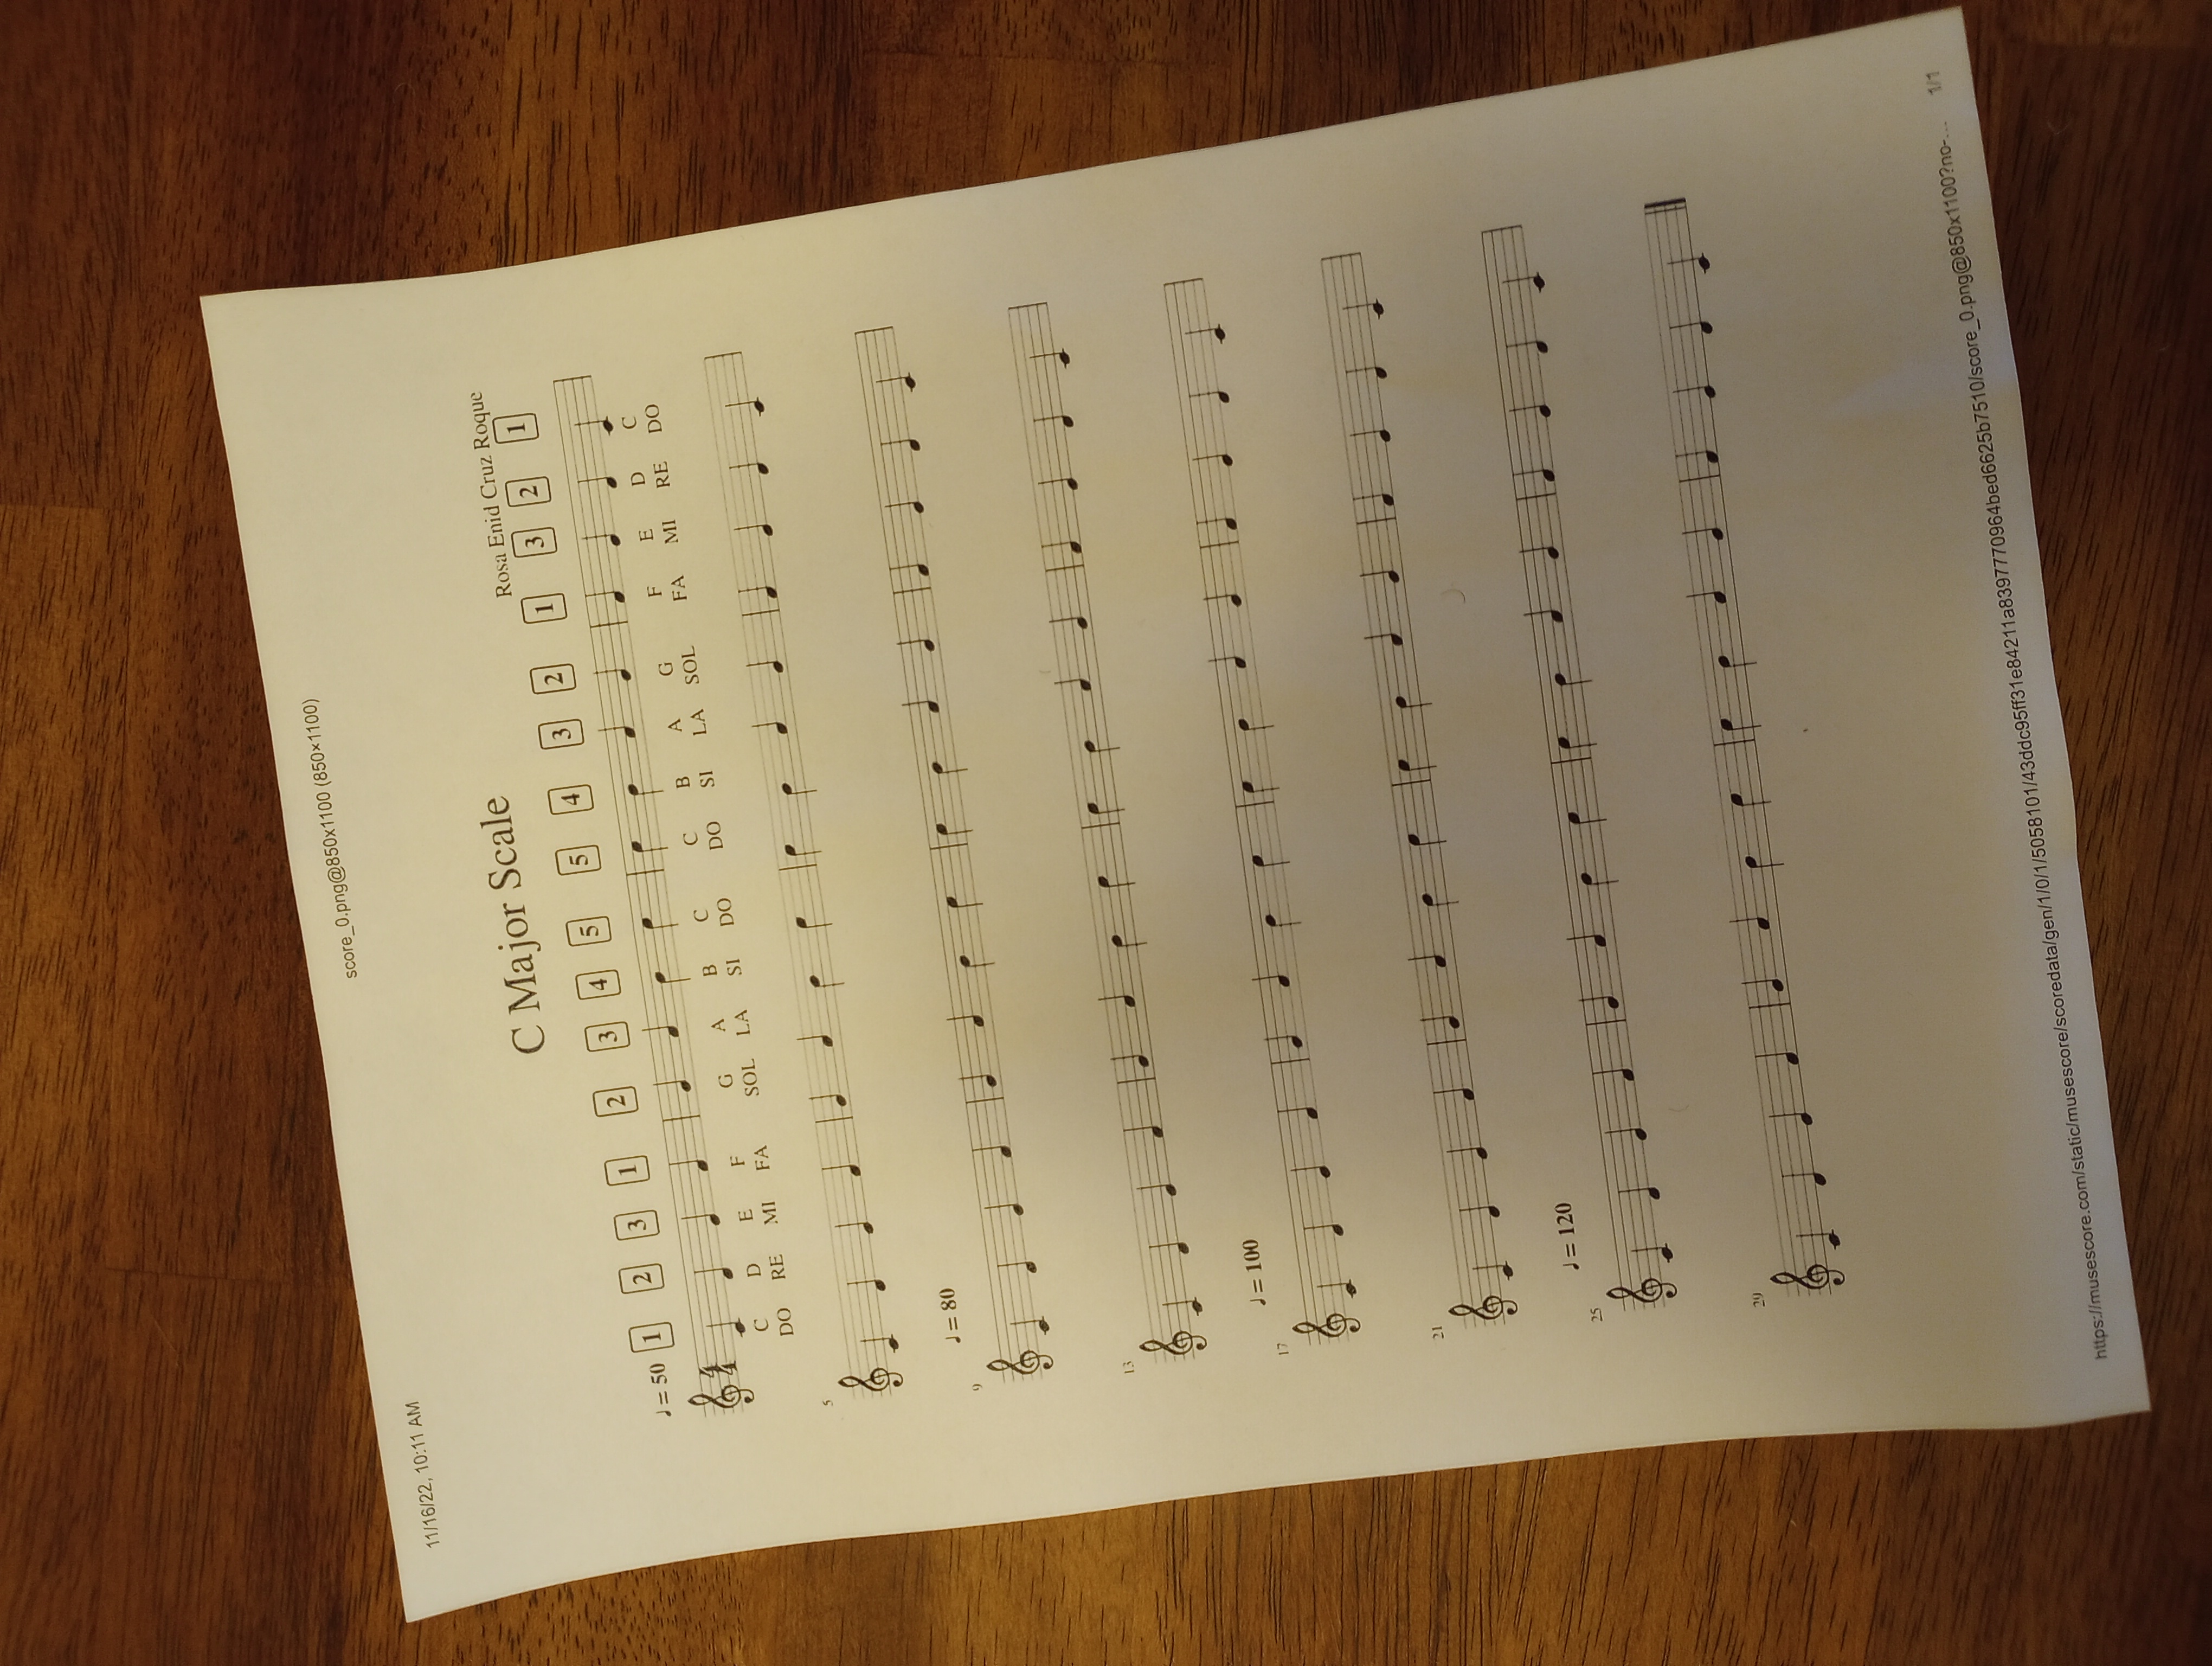 11/16/22, 10:11 AM
score_0.png@850x1100 (850×1100)
C Major Scale
Rosa Enid Cruz Roque
♩ = 50
1 2 3 1 2 3 4 5 5 4 3 2 1 3 2 1
4
4
C D E F G A B C C B A G F E D C
DO RE MI FA SOL LA SI DO DO SI LA SOL FA MI RE DO
5
♩ = 80
9
13
♩ = 100
17
21
♩ = 120
25
29
https://musescore.com/static/musescore/scoredata/gen/1/0/1/5058101/43ddc95ff31e84211a8397770964bed6625b7510/score_0.png@850x1100?no-...
1/1